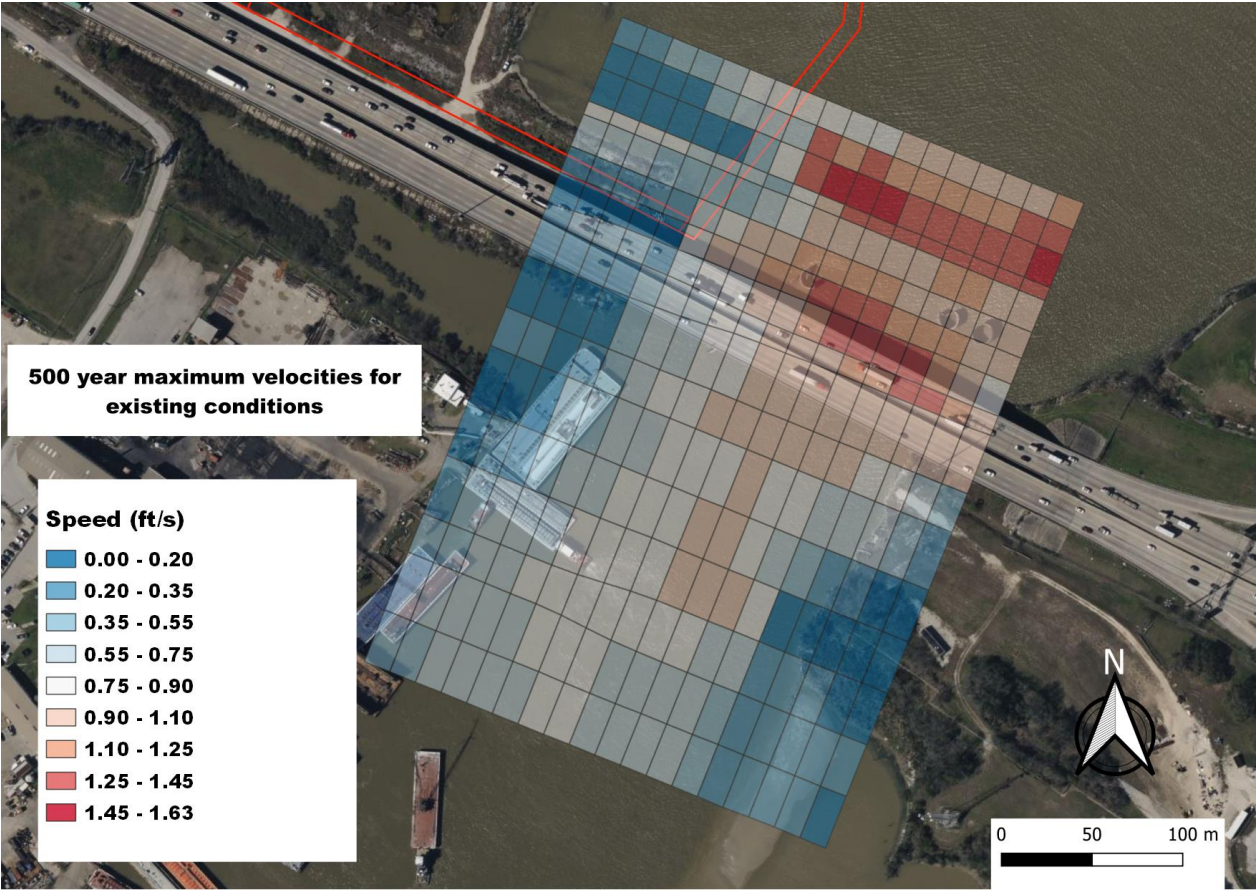 500 year maximum velocities for
existing conditions
Speed (ft/s)
0.00 - 0.20
0.20 - 0.35
0.35 - 0.55
0.55 - 0.75
0.75 - 0.90
0.90 - 1.10
1.10 - 1.25
1.25 - 1.45
1.45 - 1.63
N
0 50 100 m